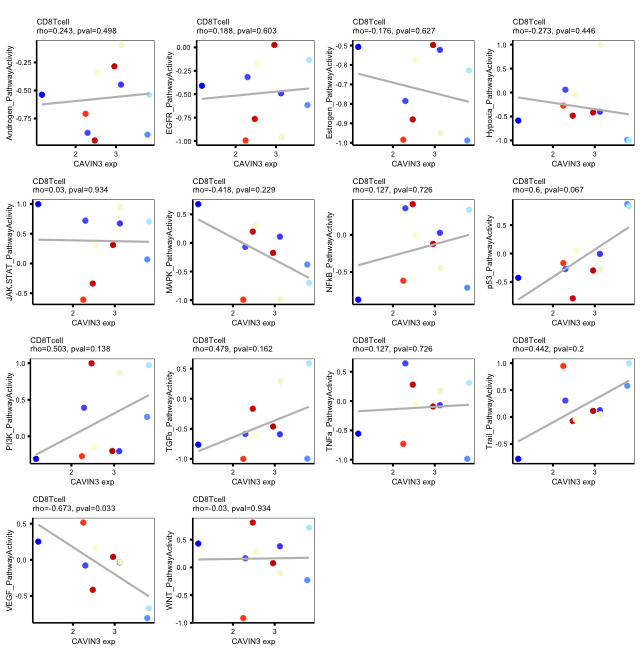 CD8Tcell
rho=0.243, pval=0.498
Androgen_PathwayActivity
-0.25
-0.50
-0.75
2
3
CAVIN3 exp
CD8Tcell
rho=0.188, pval=0.603
EGFR_PathwayActivity
0.00
-0.25
-0.50
-0.75
-1.00
2
3
CAVIN3 exp
CD8Tcell
rho=-0.176, pval=0.627
Estrogen_PathwayActivity
-0.5
-0.6
-0.7
-0.8
-0.9
-1.0
2
3
CAVIN3 exp
CD8Tcell
rho=-0.273, pval=0.446
Hypoxia_PathwayActivity
1.0
0.5
0.0
-0.5
-1.0
2
3
CAVIN3 exp
CD8Tcell
rho=0.03, pval=0.934
JAK.STAT_PathwayActivity
1.0
0.5
0.0
-0.5
2
3
CAVIN3 exp
CD8Tcell
rho=-0.418, pval=0.229
MAPK_PathwayActivity
0.5
0.0
-0.5
-1.0
2
3
CAVIN3 exp
CD8Tcell
rho=0.127, pval=0.726
NFkB_PathwayActivity
0.0
-0.5
2
3
CAVIN3 exp
CD8Tcell
rho=0.6, pval=0.067
p53_PathwayActivity
0.5
0.0
-0.5
2
3
CAVIN3 exp
CD8Tcell
rho=0.503, pval=0.138
PI3K_PathwayActivity
1.0
0.5
0.0
2
3
CAVIN3 exp
CD8Tcell
rho=0.479, pval=0.162
TGFb_PathwayActivity
0.5
0.0
-0.5
-1.0
2
3
CAVIN3 exp
CD8Tcell
rho=0.127, pval=0.726
TNFa_PathwayActivity
0.5
0.0
-0.5
-1.0
2
3
CAVIN3 exp
CD8Tcell
rho=0.442, pval=0.2
Trail_PathwayActivity
1.0
0.5
0.0
-0.5
2
3
CAVIN3 exp
CD8Tcell
rho=-0.673, pval=0.033
VEGF_PathwayActivity
0.5
0.0
-0.5
2
3
CAVIN3 exp
CD8Tcell
rho=-0.03, pval=0.934
WNT_PathwayActivity
0.5
0.0
-0.5
-1.0
2
3
CAVIN3 exp